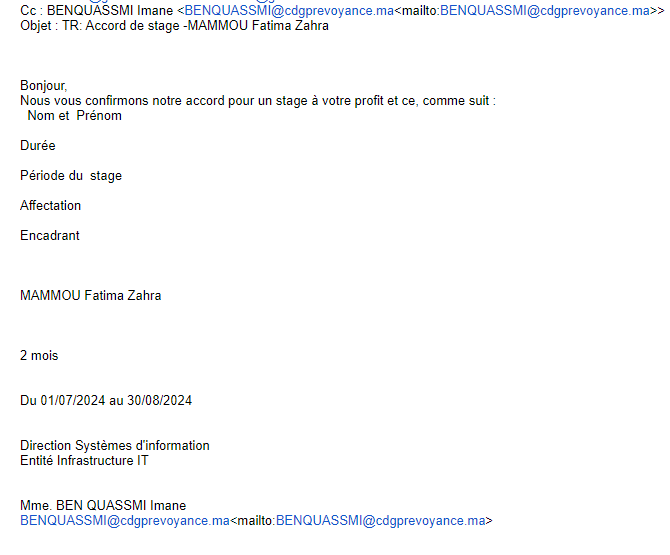 Cc : BENQUASSMI Imane <BENQUASSMI@cdgprevoyance.ma<mailto:BENQUASSMI@cdgprevoyance.ma>>
Objet : TR: Accord de stage -MAMMOU Fatima Zahra
Bonjour,
Nous vous confirmons notre accord pour un stage à votre profit et ce, comme suit :
Nom et  Prénom
Durée
Période du  stage
Affectation
Encadrant
MAMMOU Fatima Zahra
2 mois
Du 01/07/2024 au 30/08/2024
Direction Systèmes d'information
Entité Infrastructure IT
Mme. BEN QUASSMI Imane
BENQUASSMI@cdgprevoyance.ma<mailto:BENQUASSMI@cdgprevoyance.ma>